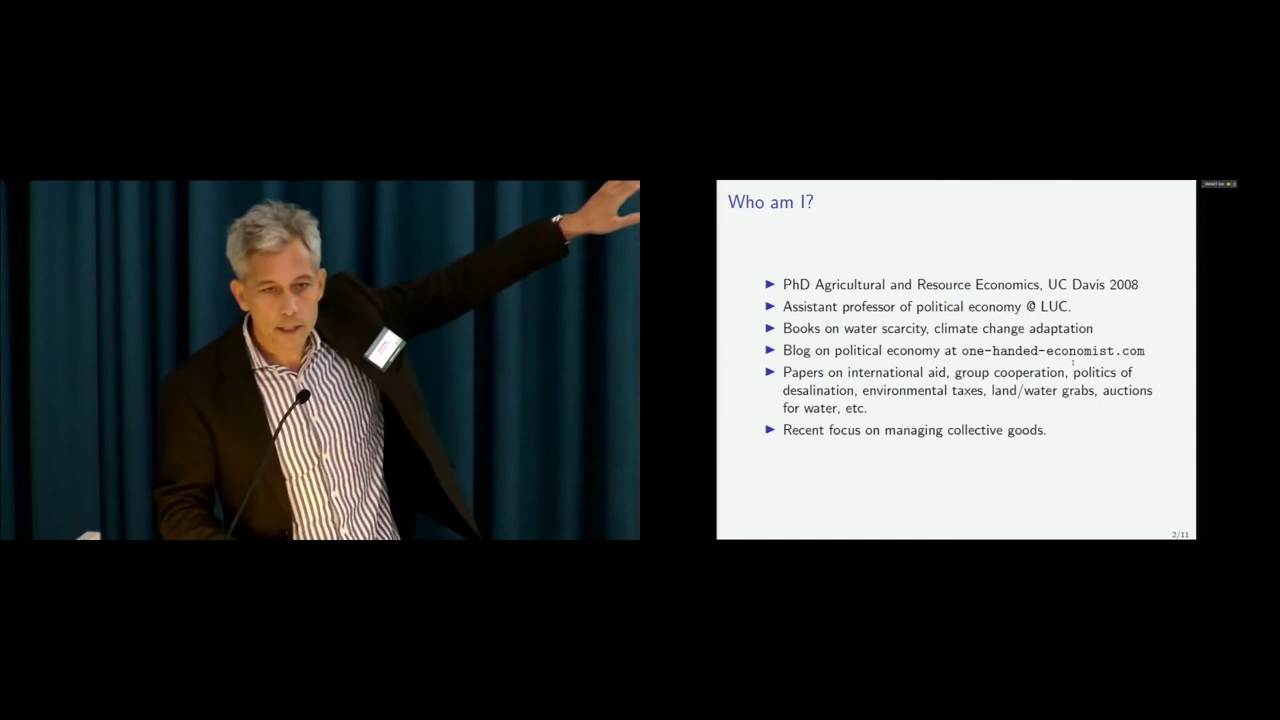 Who am I?
SMART Ink
PhD Agricultural and Resource Economics, UC Davis 2008
Assistant professor of political economy @ LUC.
Books on water scarcity, climate change adaptation
Blog on political economy at one-handed-economist.com
Papers on international aid, group cooperation, politics of
desalination, environmental taxes, land/water grabs, auctions
for water, etc.
Recent focus on managing collective goods.
2/11